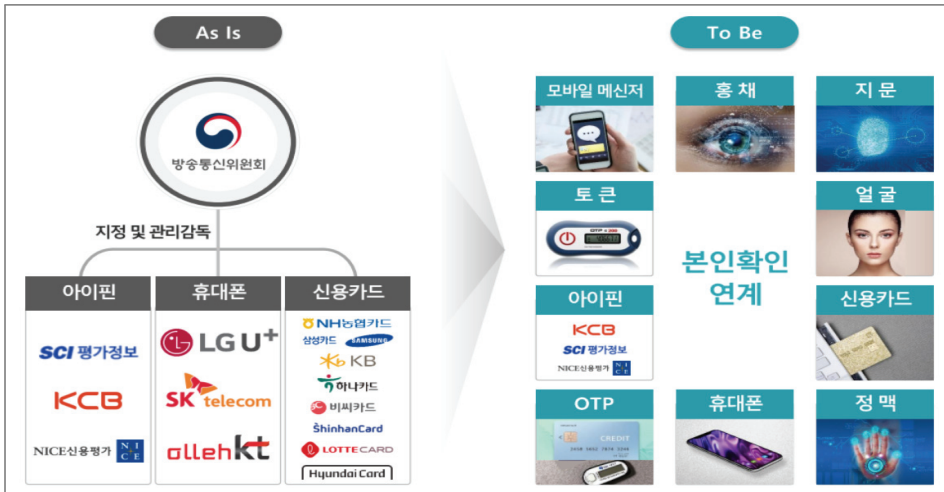 As Is
방송통신위원회
지정 및 관리감독
아이핀
SCI 평가정보
KCB
NICE신용평가 NICE
휴대폰
LG U+
SK telecom
olleh kt
신용카드
NH농협카드
삼성카드 SAMSUNG
KB
하나카드
비씨카드
ShinhanCard
LOTTE CARD
Hyundai Card
To Be
모바일 메신저
홍 채
지 문
토 큰
OTP
얼 굴
본인확인
연계
아이핀
KCB
SCI 평가정보
NICE신용평가 NICE
신용카드
OTP
CREDIT
휴대폰
정 맥